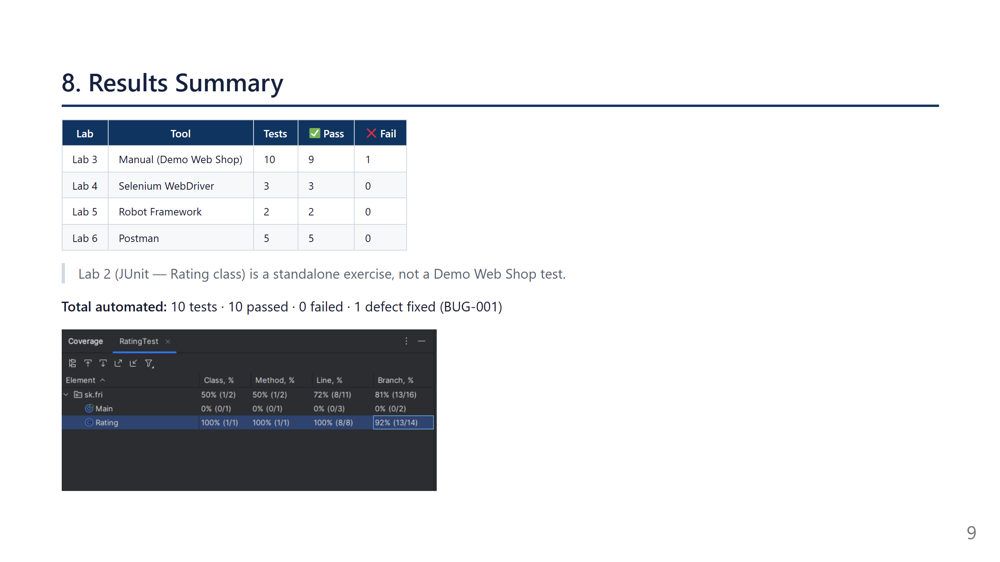 8. Results Summary
Lab Tool Tests ✅ Pass ❌ Fail
Lab 3 Manual (Demo Web Shop) 10 9 1
Lab 4 Selenium WebDriver 3 3 0
Lab 5 Robot Framework 2 2 0
Lab 6 Postman 5 5 0
Lab 2 (JUnit — Rating class) is a standalone exercise, not a Demo Web Shop test.
Total automated: 10 tests · 10 passed · 0 failed · 1 defect fixed (BUG-001)
Coverage RatingTest
Element Class, % Method, % Line, % Branch, %
sk.fri 50% (1/2) 50% (1/2) 72% (8/11) 81% (13/16)
Main 0% (0/1) 0% (0/1) 0% (0/3) 0% (0/2)
Rating 100% (1/1) 100% (1/1) 100% (8/8) 92% (13/14)
9